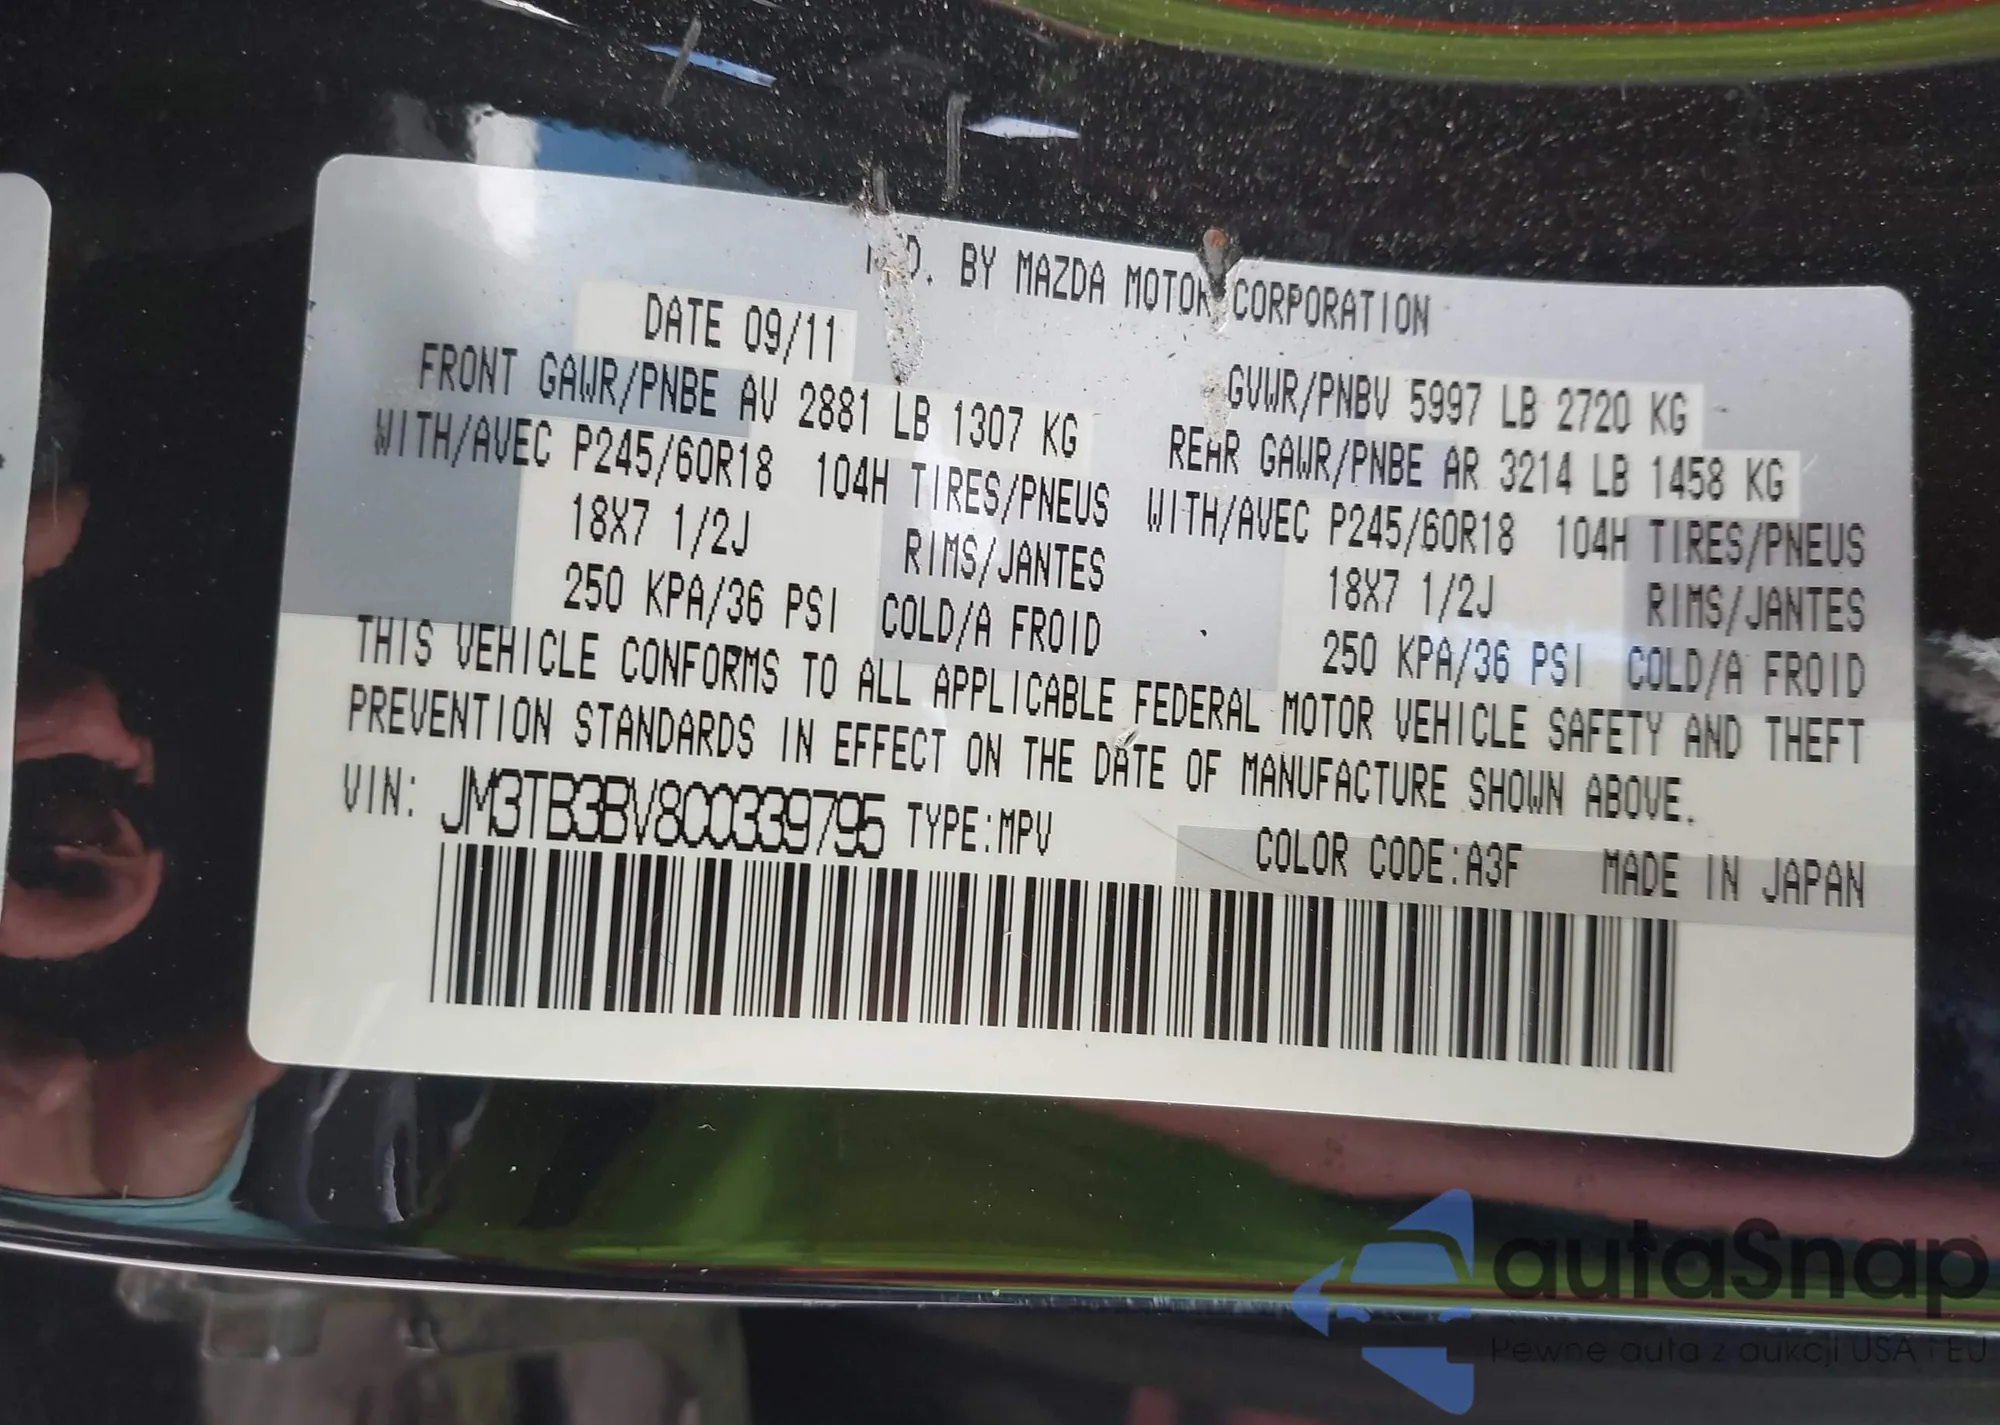 MFD. BY MAZDA MOTOR CORPORATION
DATE 09/11
GVWR/PNBV 5997 LB 2720 KG
FRONT GAWR/PNBE AV 2881 LB 1307 KG
REAR GAWR/PNBE AR 3214 LB 1458 KG
WITH/AVEC P245/60R18 104H TIRES/PNEUS
WITH/AVEC P245/60R18 104H TIRES/PNEUS
18X7 1/2J RIMS/JANTES
18X7 1/2J RIMS/JANTES
250 KPA/36 PSI COLD/A FROID
250 KPA/36 PSI COLD/A FROID
THIS VEHICLE CONFORMS TO ALL APPLICABLE FEDERAL MOTOR VEHICLE SAFETY AND THEFT
PREVENTION STANDARDS IN EFFECT ON THE DATE OF MANUFACTURE SHOWN ABOVE.
VIN: JM3TB3BV8C0339795 TYPE:MPV COLOR CODE:A3F MADE IN JAPAN
autaSnap
Pewne auta z aukcji USA i EU